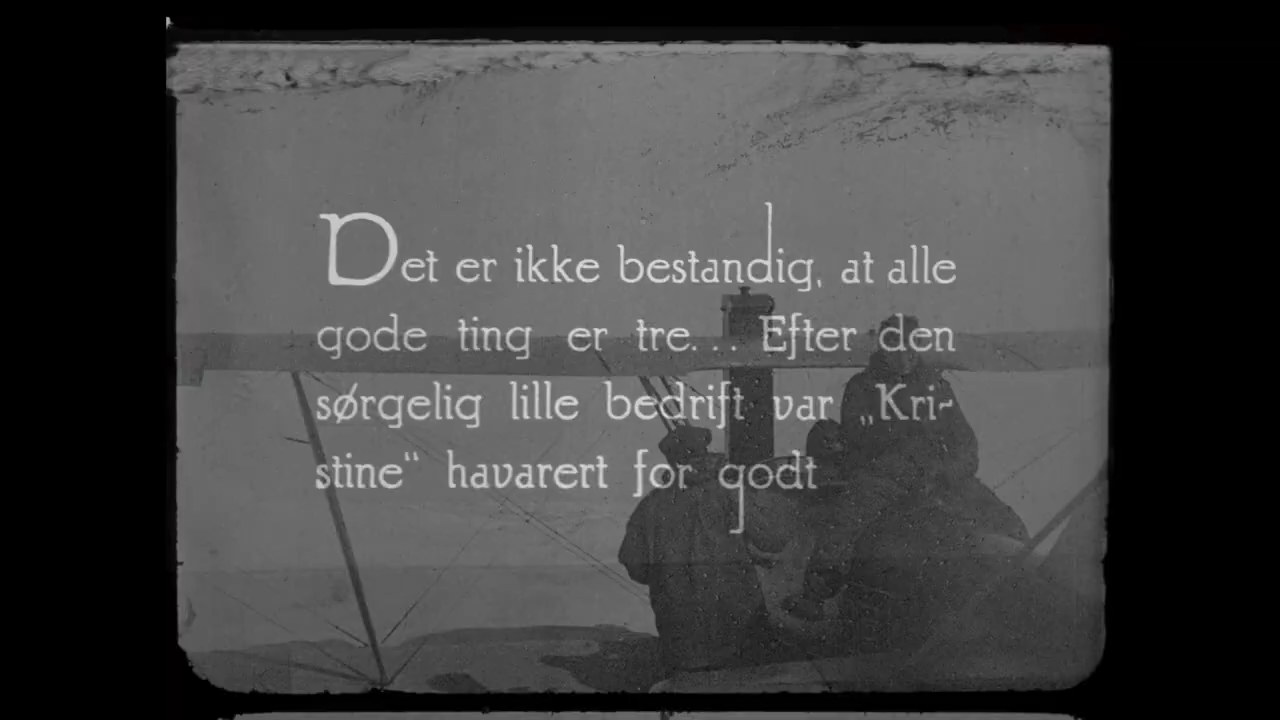 Det er ikke bestandig, at alle
gode ting er tre... Efter den
sørgelig lille bedrift var „Kri-
stine“ havarert for godt